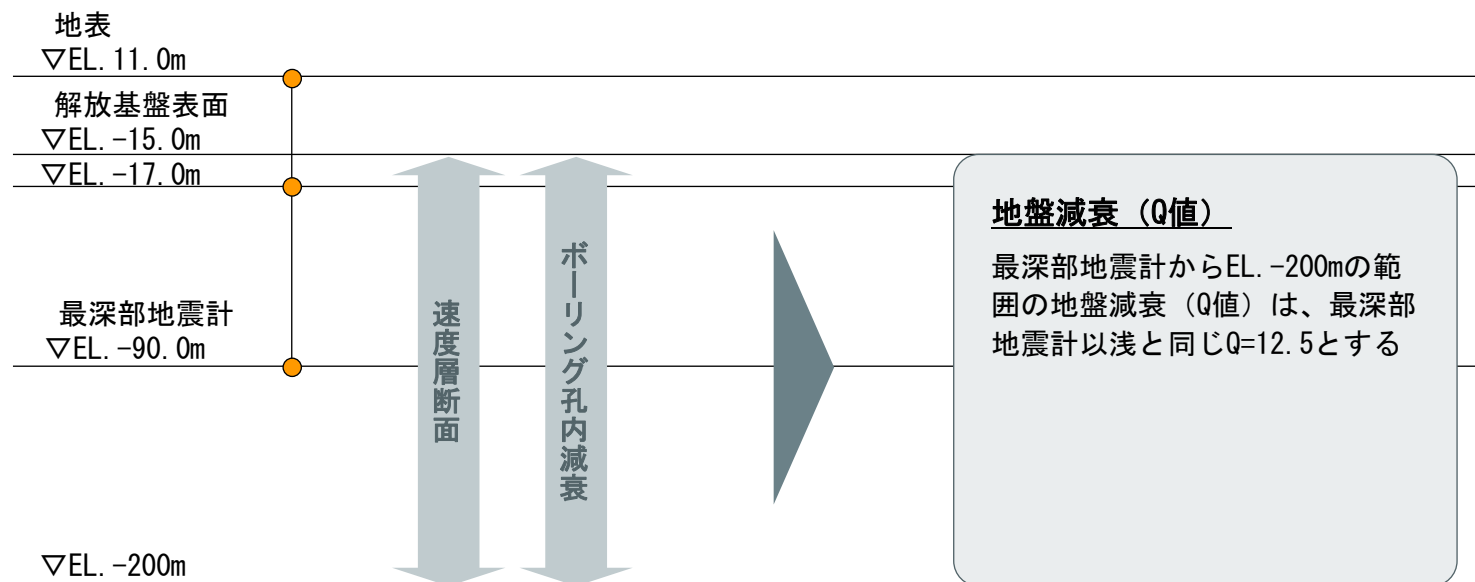 地表
▽EL.11.0m
解放基盤表面
▽EL.-15.0m
▽EL.-17.0m
最深部地震計
▽EL.-90.0m
▽EL.-200m
速度層断面
ボーリング孔内減衰
地盤減衰（Q値）
最深部地震計からEL.-200mの範
囲の地盤減衰（Q値）は、最深部
地震計以浅と同じQ=12.5とする